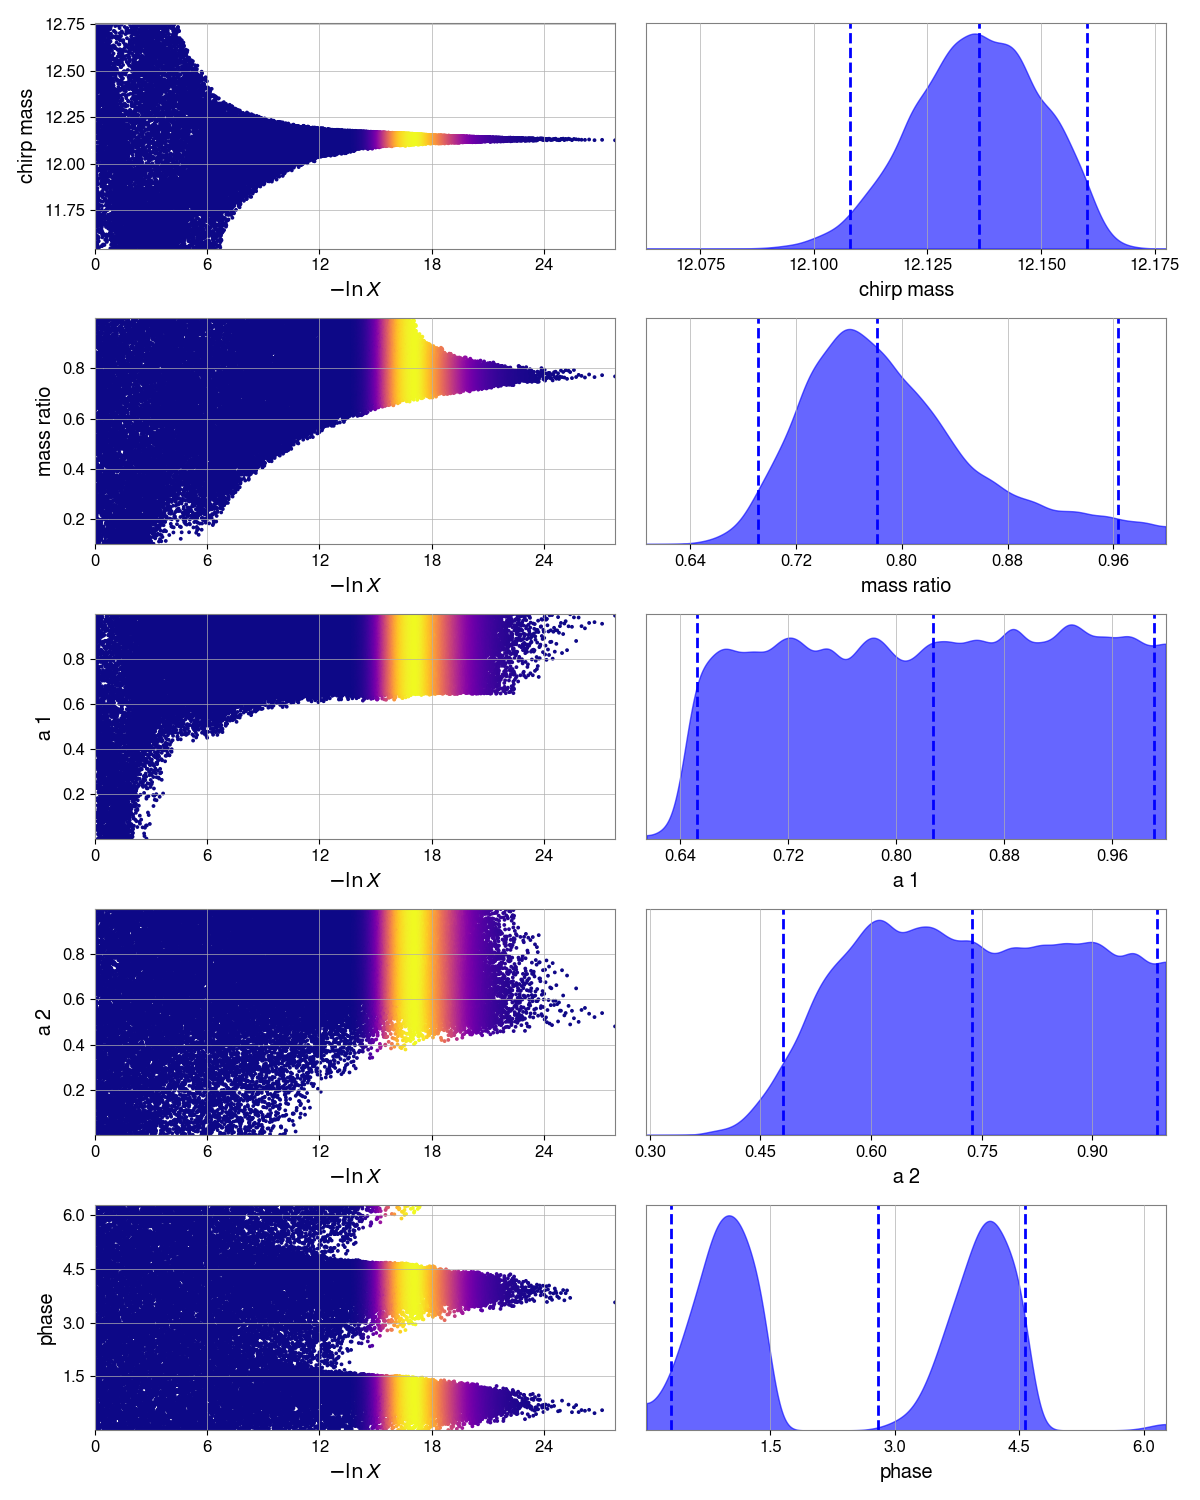 chirp mass
12.75
12.50
12.25
12.00
11.75
0 6 12 18 24
−ln X
12.075 12.100 12.125 12.150 12.175
chirp mass
mass ratio
0.8
0.6
0.4
0.2
0 6 12 18 24
−ln X
0.64 0.72 0.80 0.88 0.96
mass ratio
a 1
0.8
0.6
0.4
0.2
0 6 12 18 24
−ln X
0.64 0.72 0.80 0.88 0.96
a 1
a 2
0.8
0.6
0.4
0.2
0 6 12 18 24
−ln X
0.30 0.45 0.60 0.75 0.90
a 2
phase
6.0
4.5
3.0
1.5
0 6 12 18 24
−ln X
1.5 3.0 4.5 6.0
phase